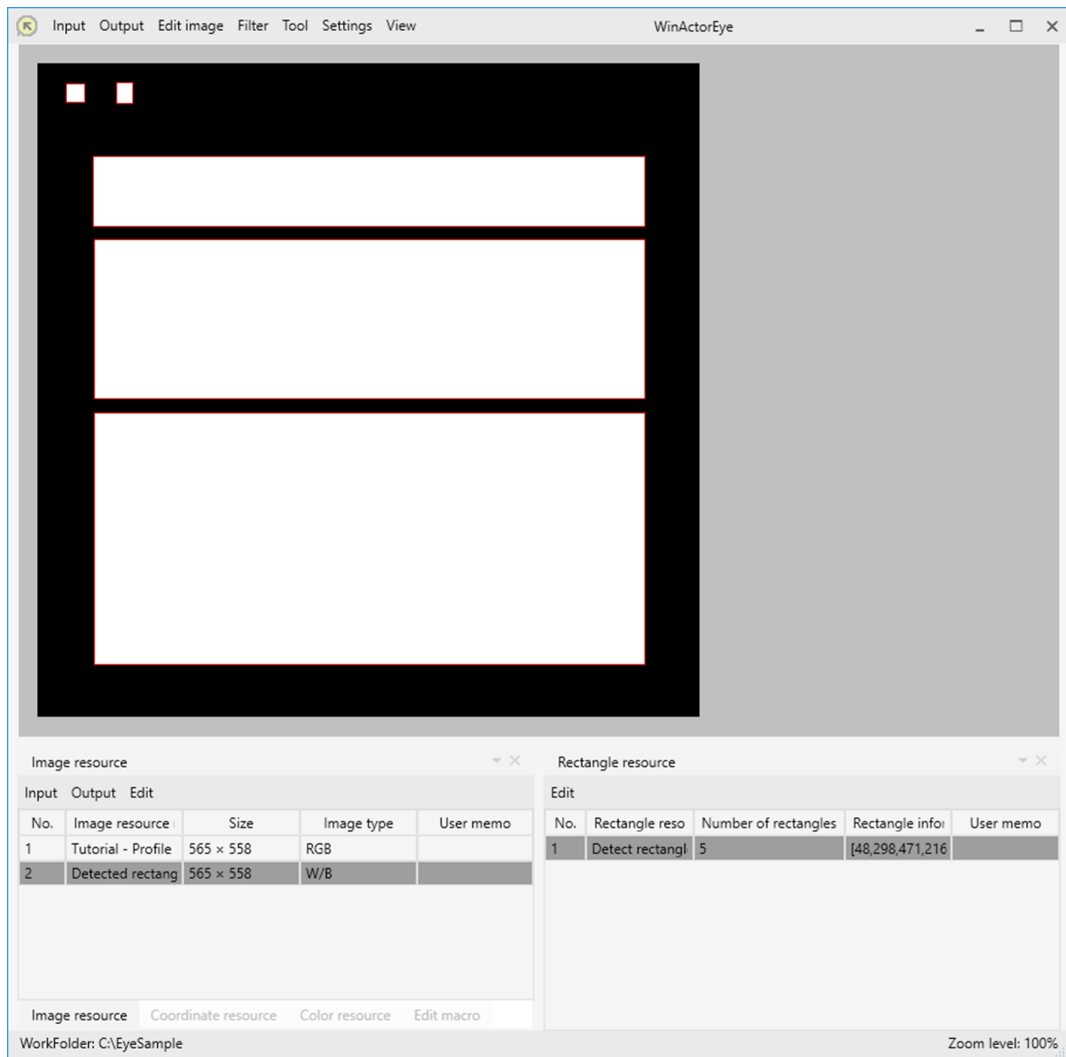 Input Output Edit image Filter Tool Settings View WinActorEye
Image resource
Input Output Edit
No. Image resource Size Image type User memo
1 Tutorial - Profile 565 × 558 RGB
2 Detected rectang 565 × 558 W/B
Image resource Coordinate resource Color resource Edit macro
Rectangle resource
Edit
No. Rectangle reso Number of rectangles Rectangle infor User memo
1 Detect rectangl 5 [48,298,471,216
WorkFolder: C:\EyeSample Zoom level: 100%